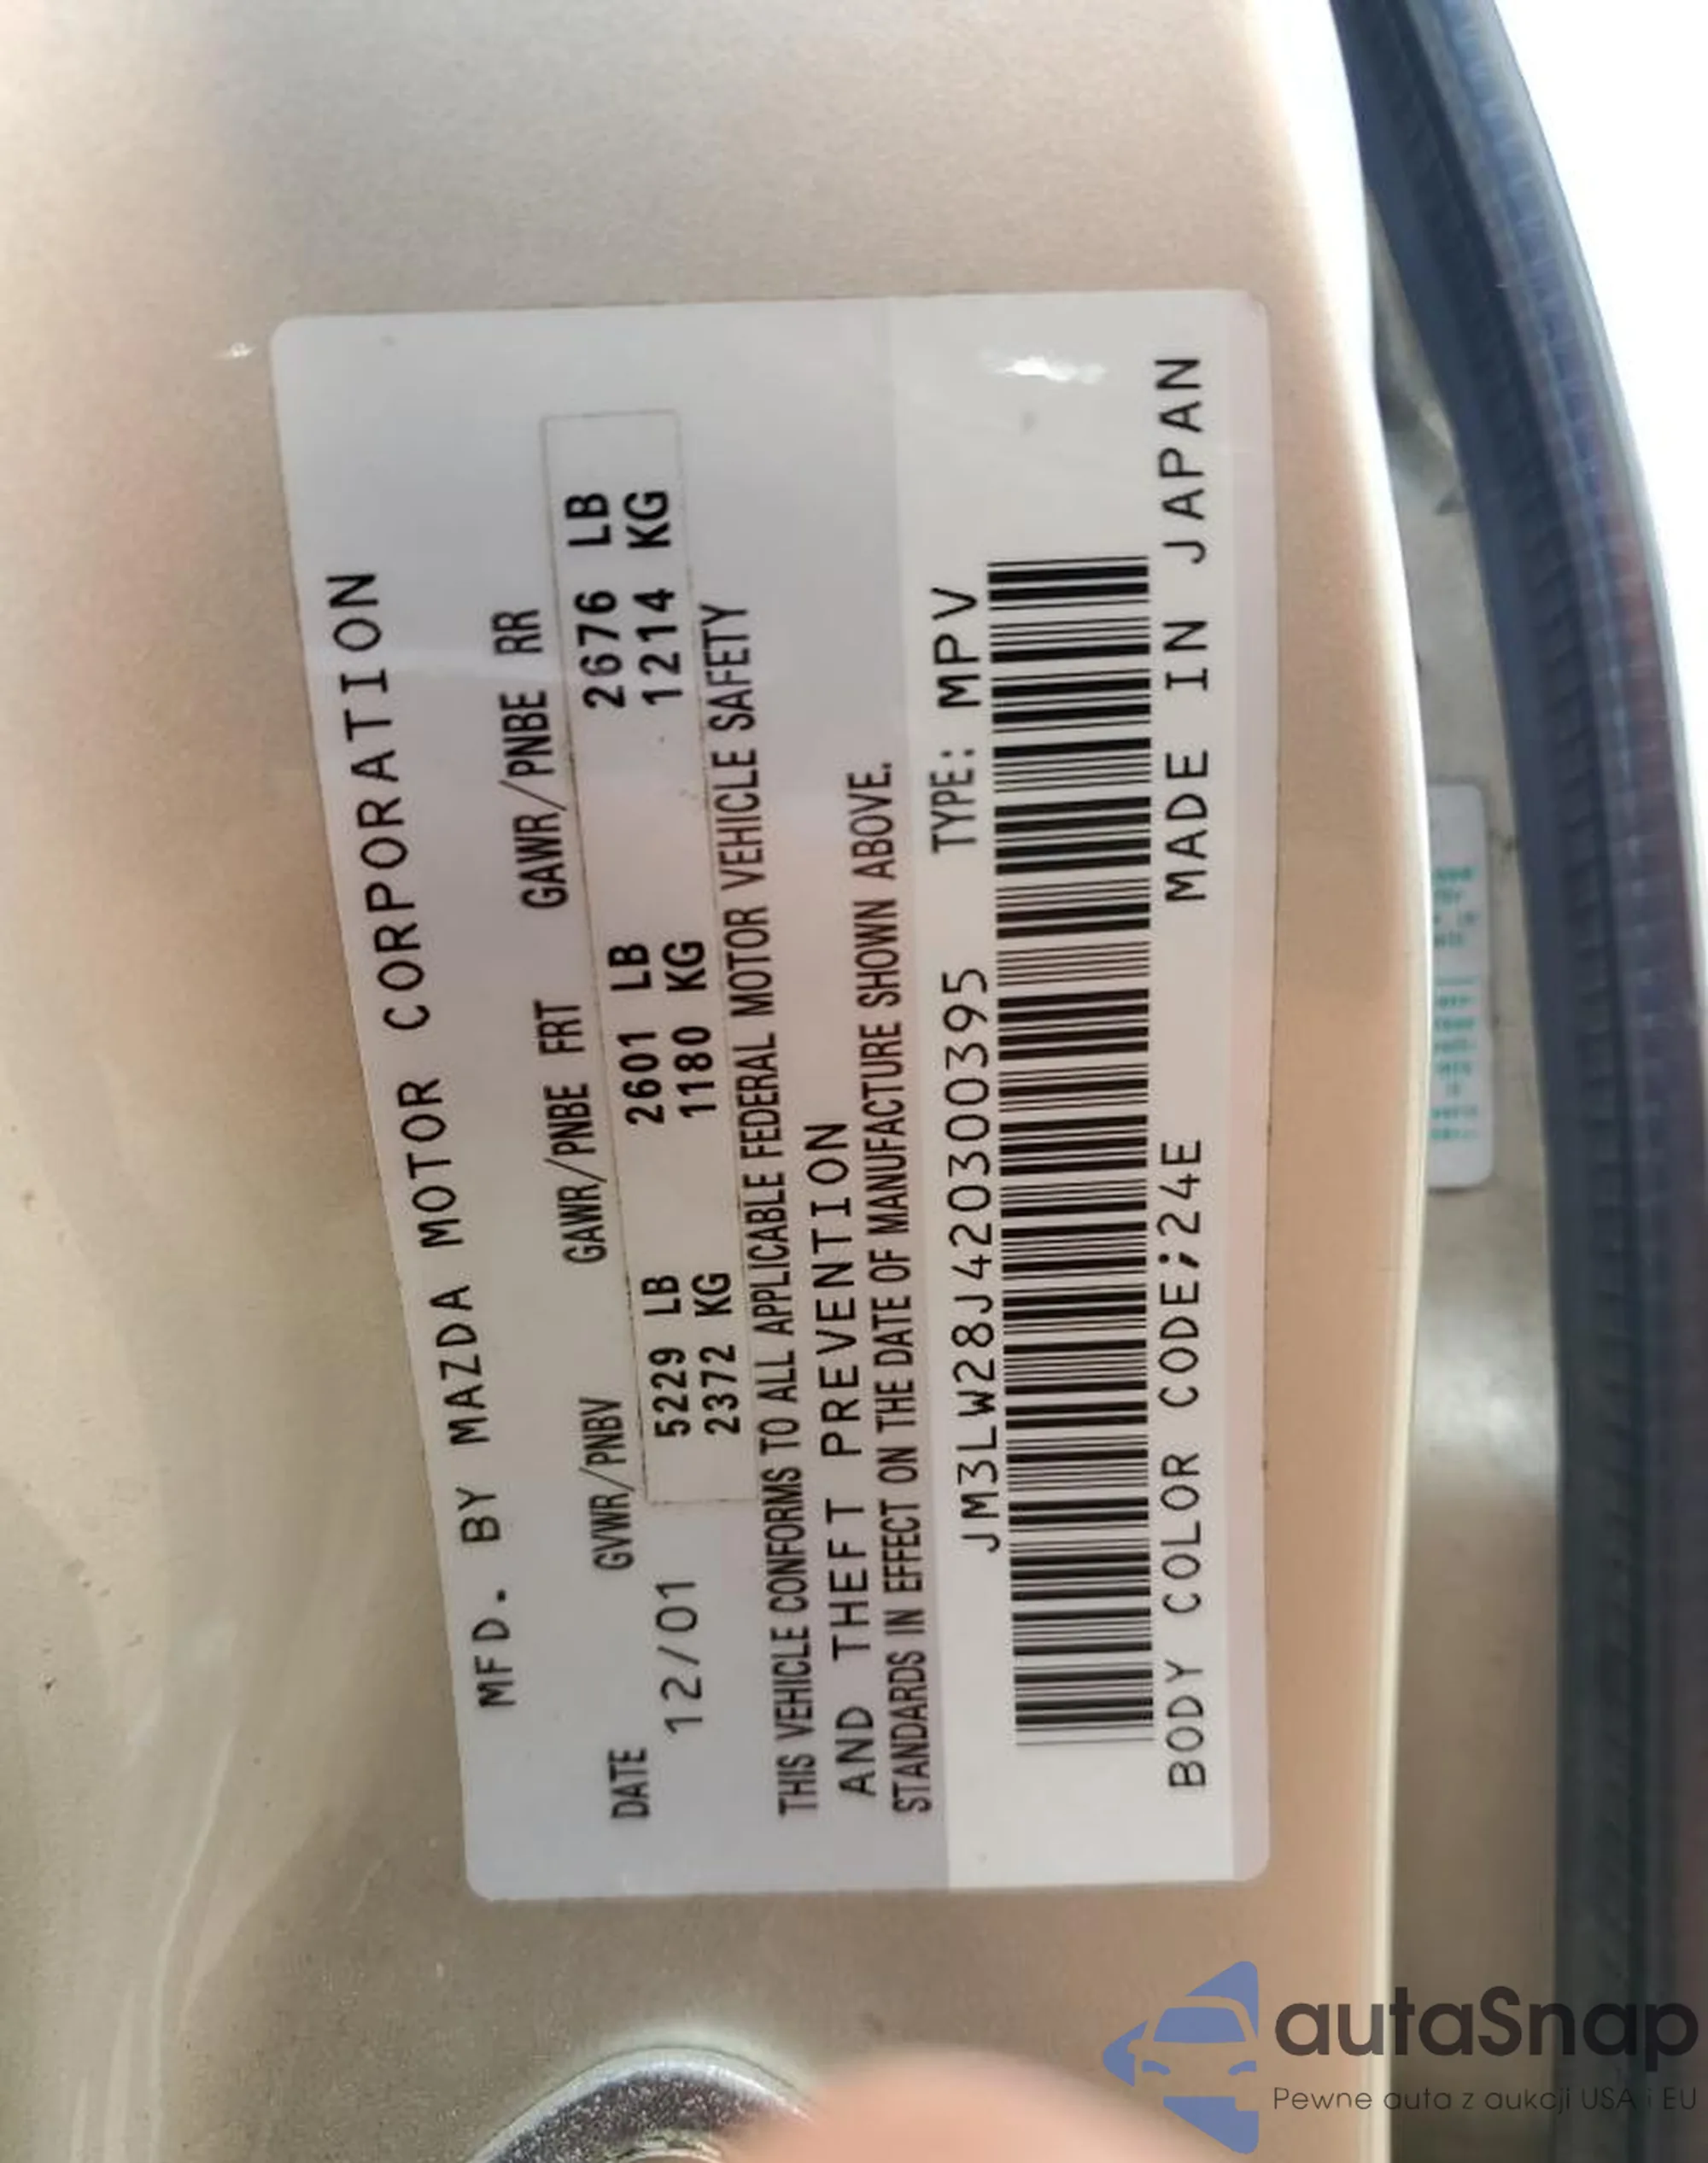 MFD. BY MAZDA MOTOR CORPORATION
DATE GVWR/PNBV GAWR/PNBE FRT GAWR/PNBE RR
12/01 5229 LB 2601 LB 2676 LB
2372 KG 1180 KG 1214 KG
THIS VEHICLE CONFORMS TO ALL APPLICABLE FEDERAL MOTOR VEHICLE SAFETY
AND THEFT PREVENTION
STANDARDS IN EFFECT ON THE DATE OF MANUFACTURE SHOWN ABOVE.
JM3LW28J420300395 TYPE: MPV
BODY COLOR CODE;24E MADE IN JAPAN
autaSnap
Pewne auta z aukcji USA i EU